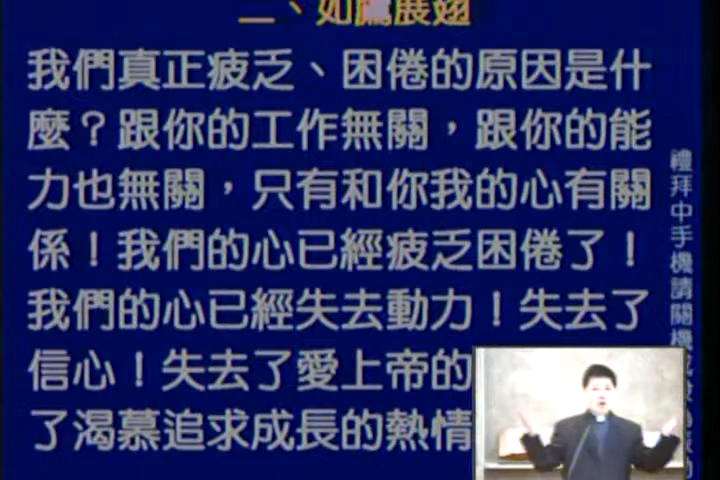 二、如鷹展翅
我們真正疲乏、困倦的原因是什
麼？跟你的工作無關，跟你的能
力也無關，只有和你我的心有關
係！我們的心已經疲乏困倦了！
我們的心已經失去動力！失去了
信心！失去了愛上帝的
了渴慕追求成長的熱情
禮拜中手機請關機